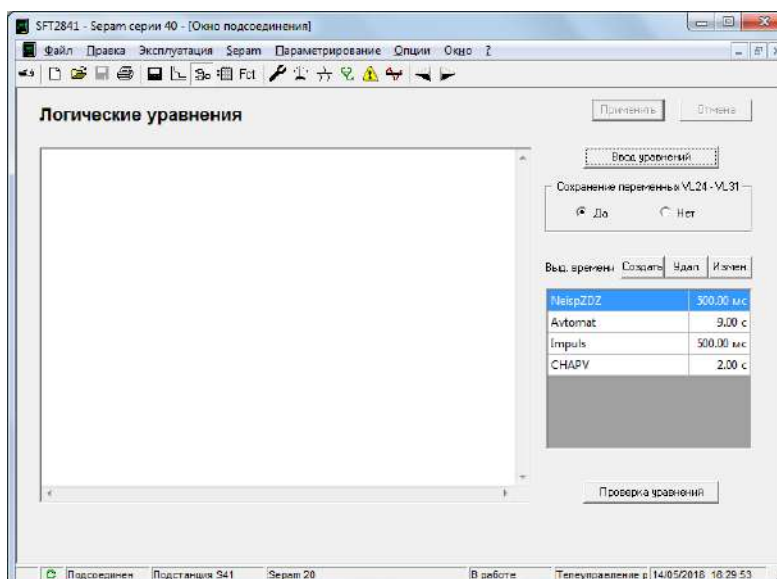 SFT2841 - Sepam серии 40 - [Окно подсоединения]
Файл Правка Эксплуатация Sepam Параметрирование Опции Окно ?
Fct
Логические уравнения
Применить Отмена
Ввод уравнений
Сохранение переменных VL24 - VL31
Да Нет
Выд. времени Создать Удал Измен
NeispZDZ 500.00 мс
Avtomat 9.00 с
Impuls 500.00 мс
CHAPV 2.00 с
Проверка уравнений
Подсоединен Подстанция S41 Sepam 20 В работе Телеуправление р 14/05/2018 18:29:53